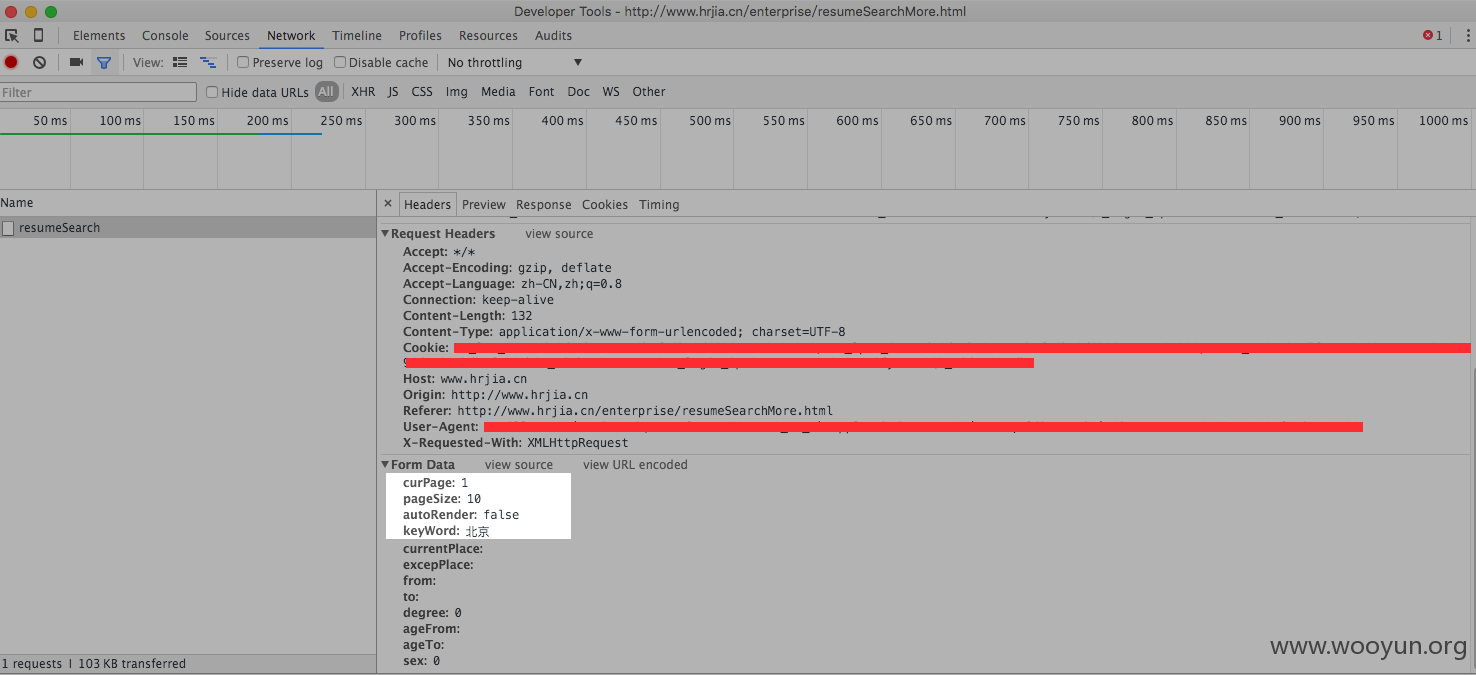 Developer Tools - http://www.hrjia.cn/enterprise/resumeSearchMore.html
Elements Console Sources Network Timeline Profiles Resources Audits 1
View: Preserve log Disable cache No throttling
Filter Hide data URLs All XHR JS CSS Img Media Font Doc WS Other
50 ms 100 ms 150 ms 200 ms 250 ms 300 ms 350 ms 400 ms 450 ms 500 ms 550 ms 600 ms 650 ms 700 ms 750 ms 800 ms 850 ms 900 ms 950 ms 1000 ms
Name
resumeSearch
× Headers Preview Response Cookies Timing
Request Headers view source
Accept: */*
Accept-Encoding: gzip, deflate
Accept-Language: zh-CN,zh;q=0.8
Connection: keep-alive
Content-Length: 132
Content-Type: application/x-www-form-urlencoded; charset=UTF-8
Cookie:
Host: www.hrjia.cn
Origin: http://www.hrjia.cn
Referer: http://www.hrjia.cn/enterprise/resumeSearchMore.html
User-Agent:
X-Requested-With: XMLHttpRequest
Form Data view source view URL encoded
curPage: 1
pageSize: 10
autoRender: false
keyWord: 北京
currentPlace:
excepPlace:
from:
to:
degree: 0
ageFrom:
ageTo:
sex: 0
1 requests | 103 KB transferred
www.wooyun.org